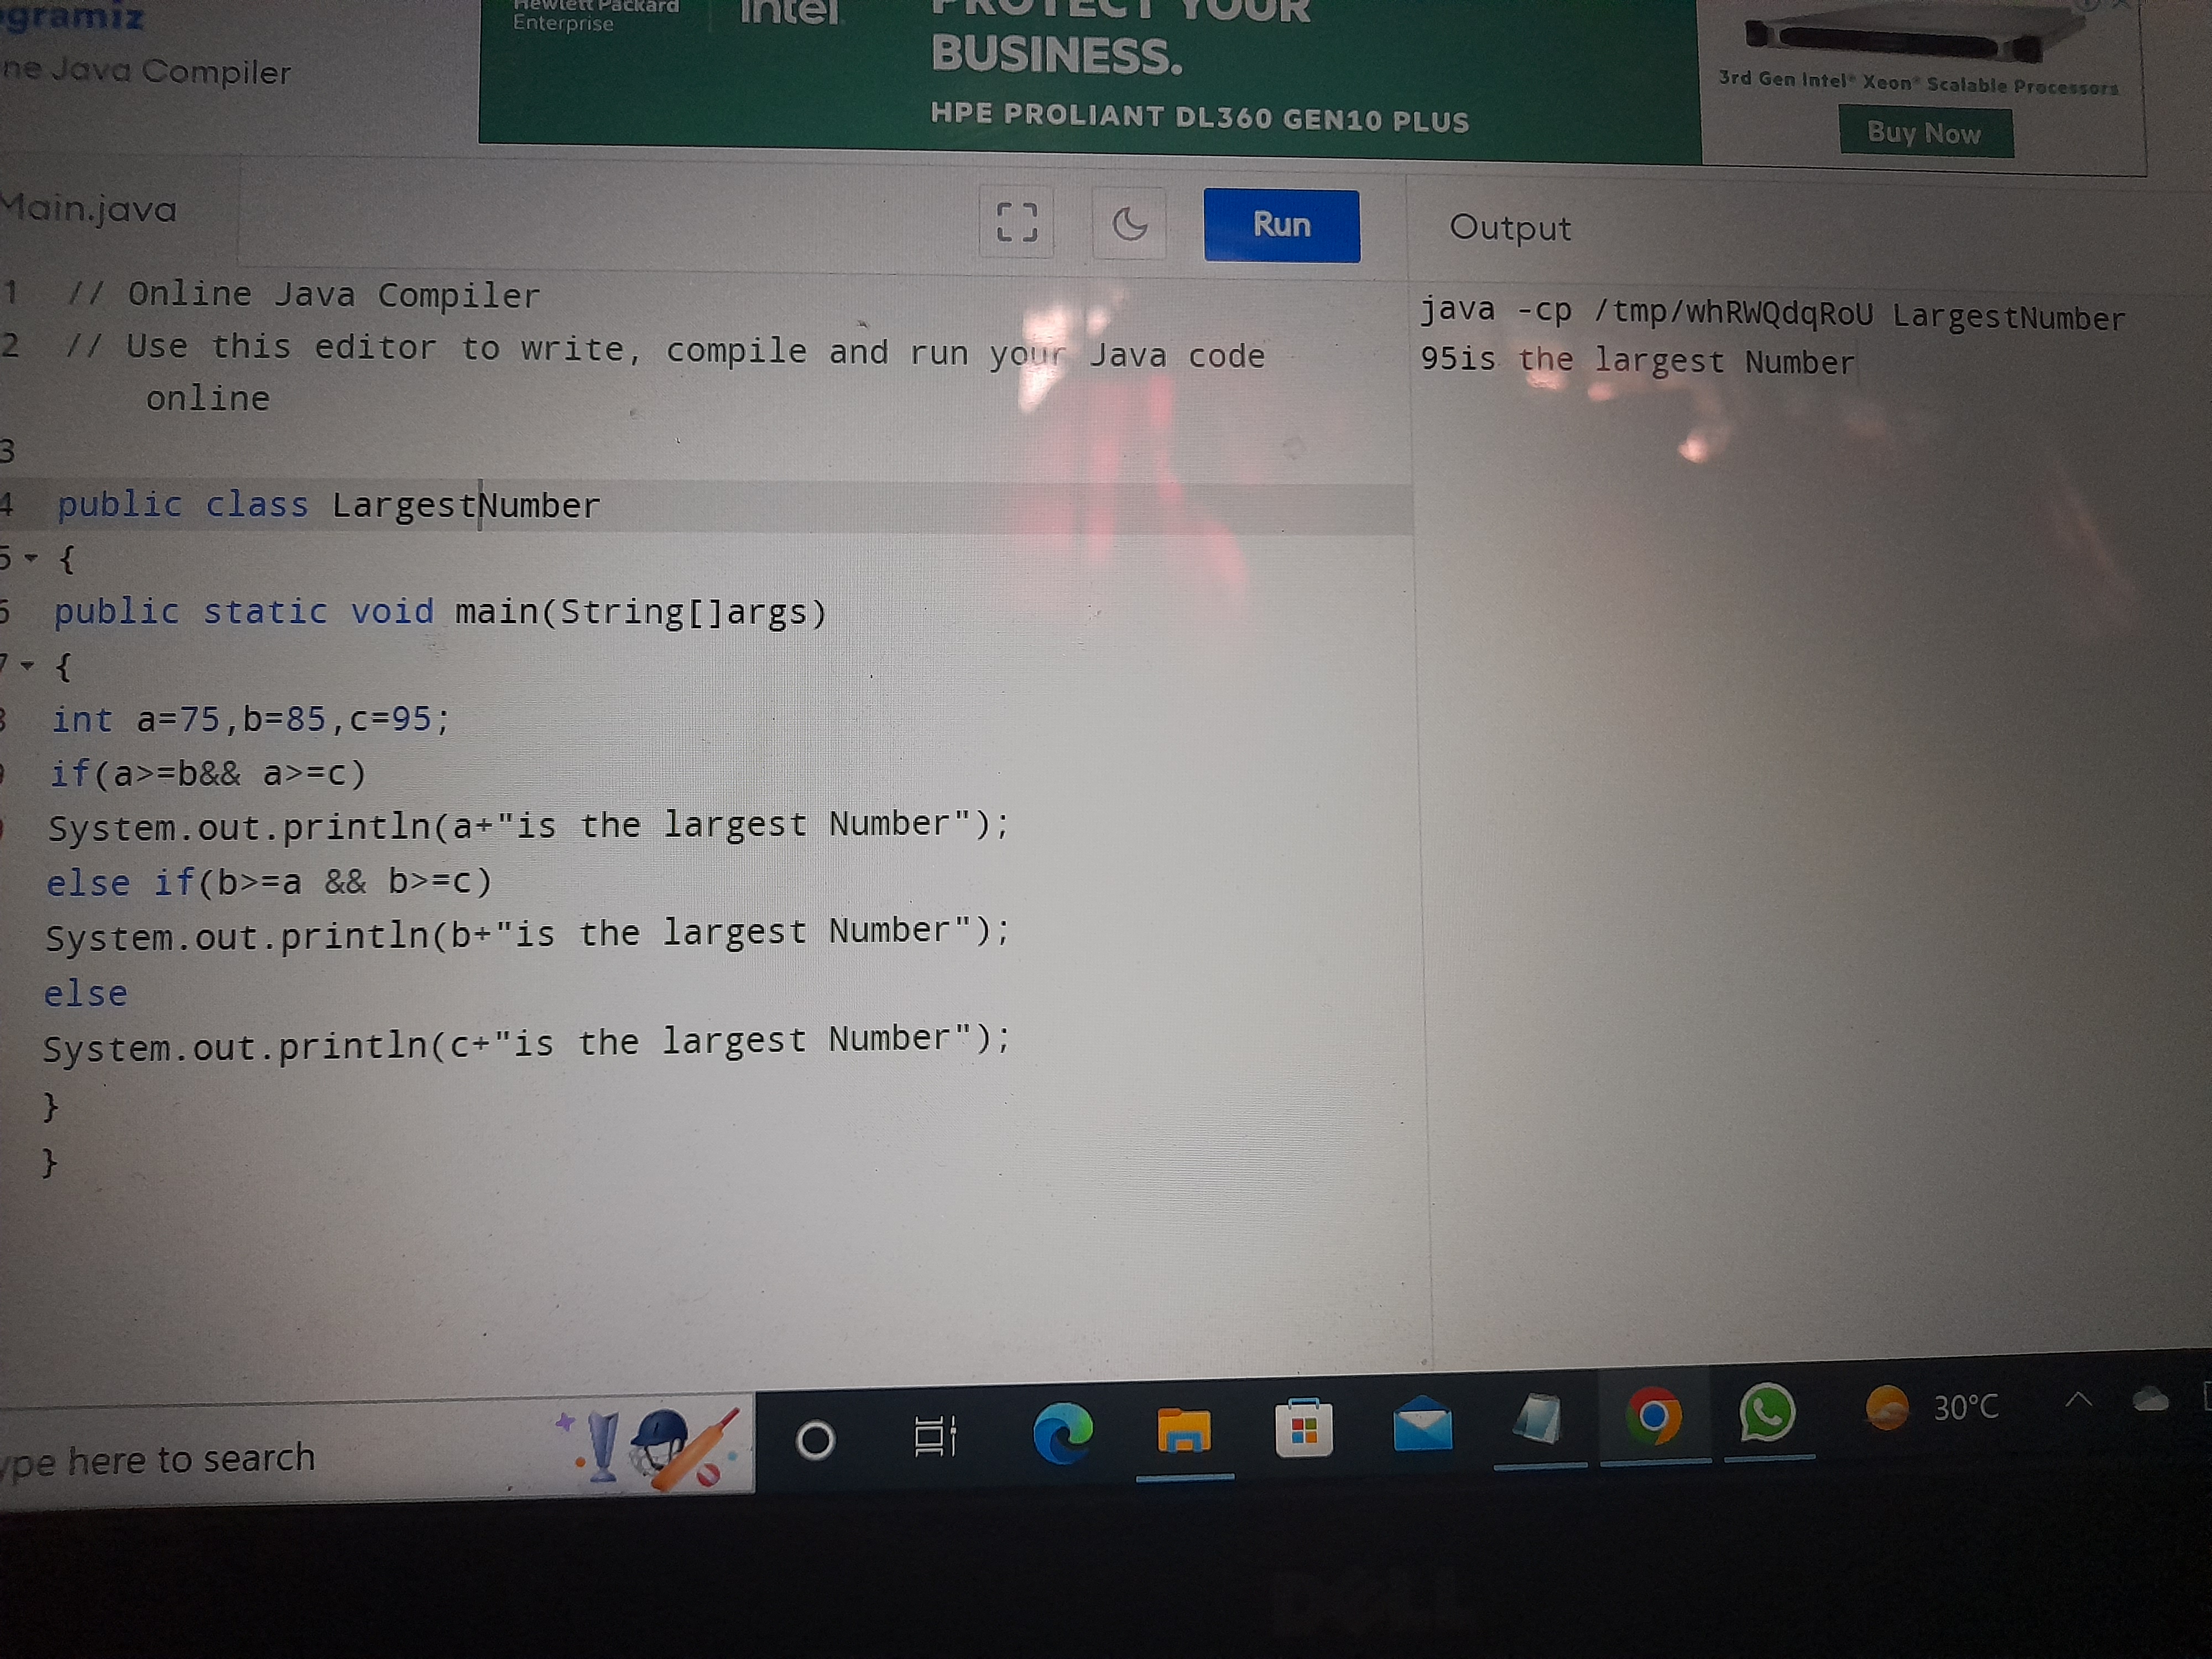 gramiz
ne Java Compiler
Hewlett Packard
Enterprise
intel
PROTECT YOUR
BUSINESS.
HPE PROLIANT DL360 GEN10 PLUS
3rd Gen Intel® Xeon® Scalable Processors
Buy Now
Main.java
Run
Output
1 // Online Java Compiler
2 // Use this editor to write, compile and run your Java code
online
3
4 public class LargestNumber
5 {
6 public static void main(String[]args)
7 {
8 int a=75,b=85,c=95;
9 if(a>=b&& a>=c)
System.out.println(a+"is the largest Number");
else if(b>=a && b>=c)
System.out.println(b+"is the largest Number");
else
System.out.println(c+"is the largest Number");
}
}
java -cp /tmp/whRWQdqRoU LargestNumber
95is the largest Number
ype here to search
30°C
DELL